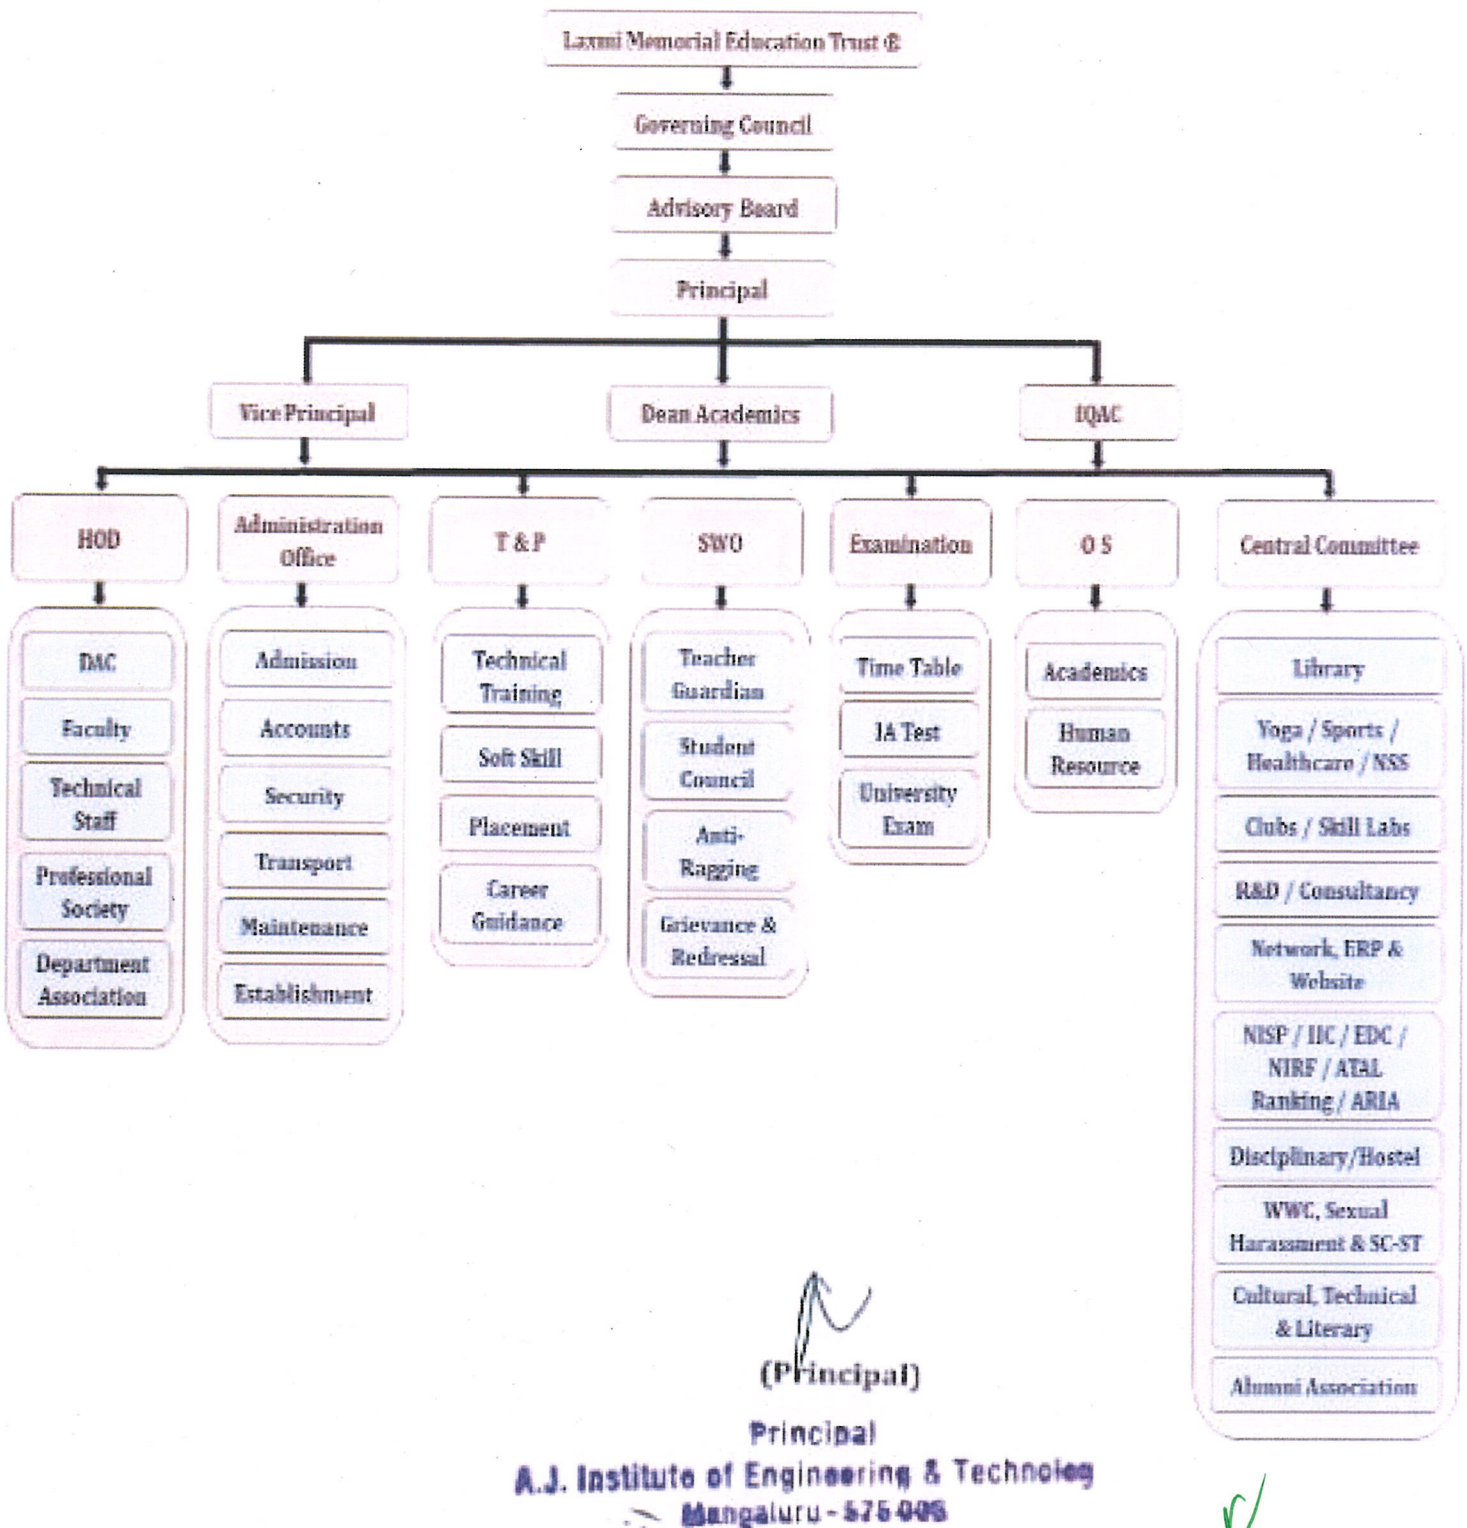 Laxmi Memorial Education Trust ®
Governing Council
Advisory Board
Principal
Vice Principal
Dean Academics
IQAC
HOD
Administration
Office
T & P
SWO
Examination
O S
Central Committee
DAC
Faculty
Technical
Staff
Professional
Society
Department
Association
Admission
Accounts
Security
Transport
Maintenance
Establishment
Technical
Training
Soft Skill
Placement
Career
Guidance
Teacher
Guardian
Student
Council
Anti-
Ragging
Grievance &
Redressal
Time Table
IA Test
University
Exam
Academics
Human
Resource
Library
Yoga / Sports /
Healthcare / NSS
Clubs / Skill Labs
R&D / Consultancy
Network, ERP &
Website
NISP / IIC / EDC /
NIRF / ATAL
Ranking / ARIA
Disciplinary/Hostel
WWC, Sexual
Harassment & SC-ST
Cultural, Technical
& Literary
Alumni Association
(Principal)
Principal
A.J. Institute of Engineering & Technolog
Mangaluru - 575 006